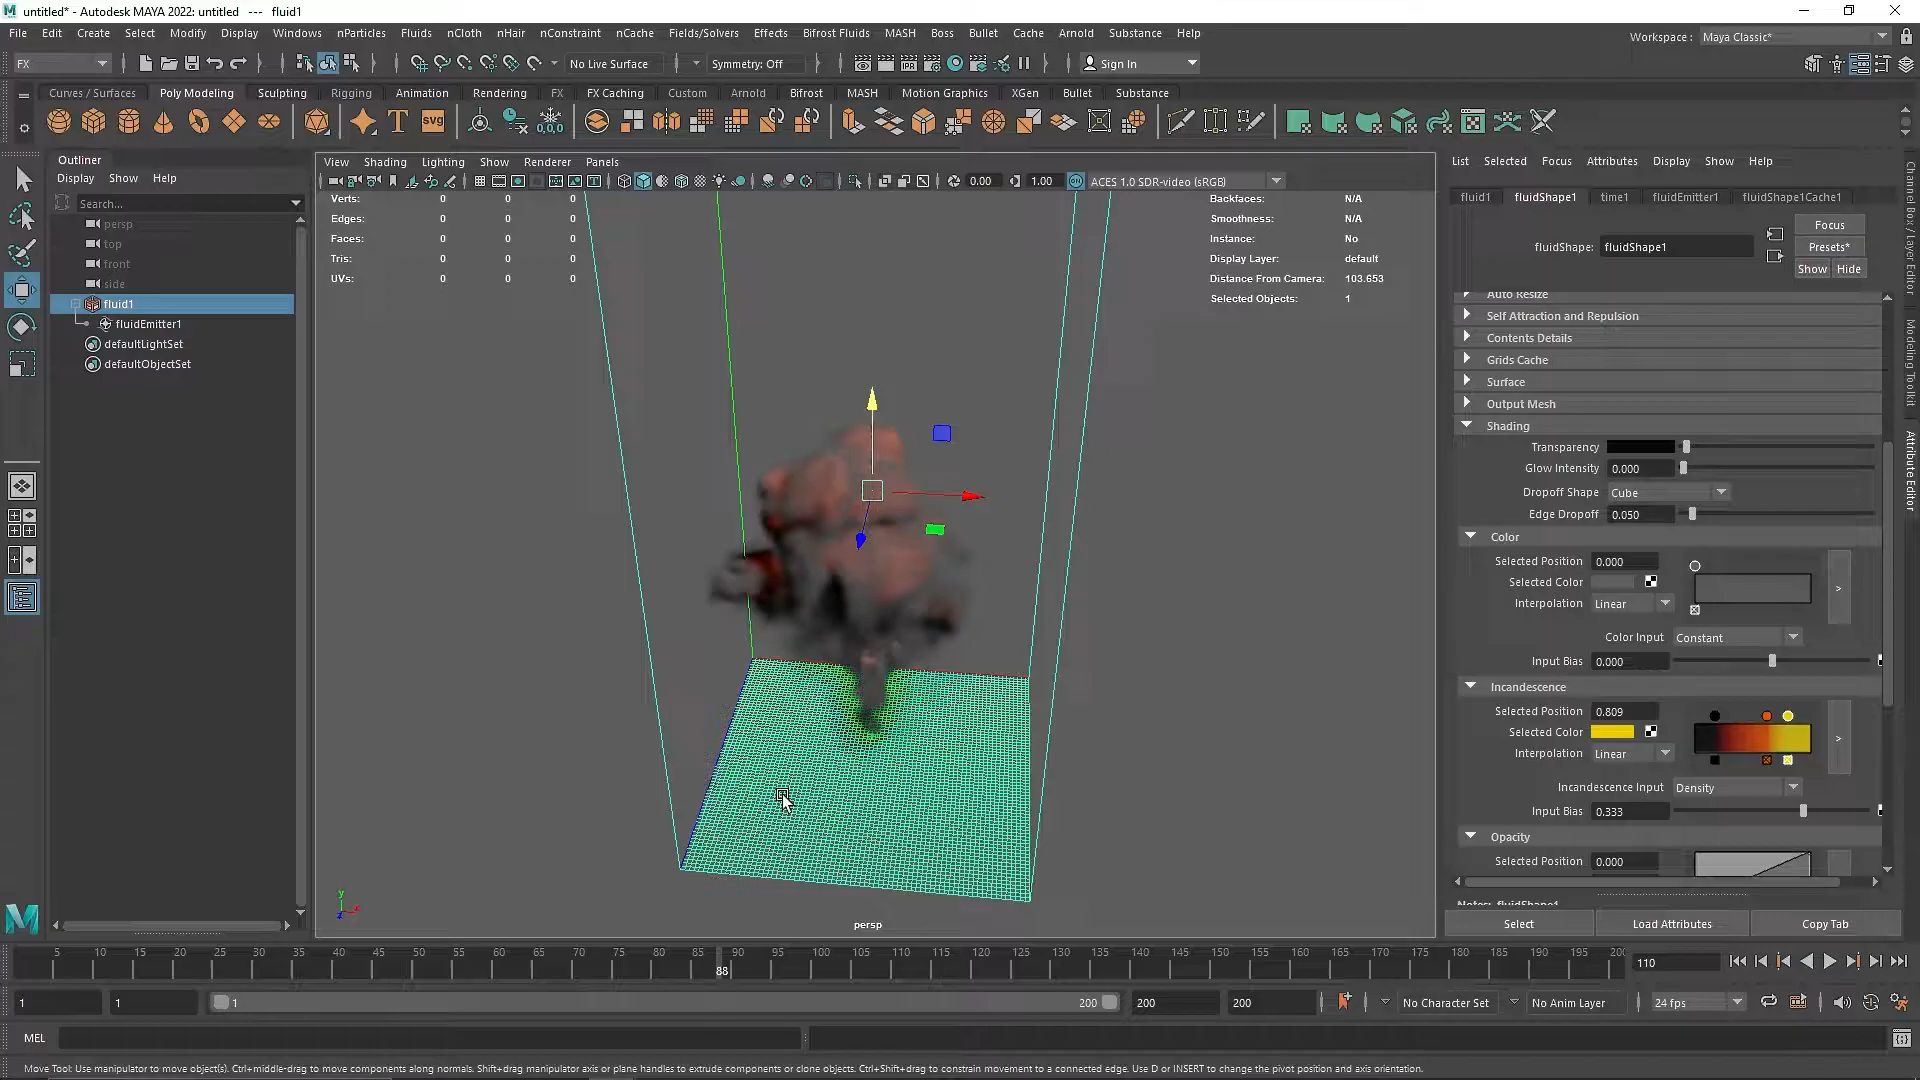 untitled* - Autodesk MAYA 2022: untitled --- fluid1
File Edit Create Select Modify Display Windows nParticles Fluids nCloth nHair nConstraint nCache Fields/Solvers Effects Bifrost Fluids MASH Boss Bullet Cache Arnold Substance Help
Workspace : Maya Classic*
FX No Live Surface Symmetry: Off Sign In
Curves / Surfaces Poly Modeling Sculpting Rigging Animation Rendering FX FX Caching Custom Arnold Bifrost MASH Motion Graphics XGen Bullet Substance
T SVG 0,0,0
Outliner
Display Show Help
Search...
persp
top
front
side
fluid1
fluidEmitter1
defaultLightSet
defaultObjectSet
View Shading Lighting Show Renderer Panels
0.00 1.00 ON ACES 1.0 SDR-video (sRGB)
Verts: 0 0 0
Edges: 0 0 0
Faces: 0 0 0
Tris: 0 0 0
UVs: 0 0 0
Backfaces: N/A
Smoothness: N/A
Instance: No
Display Layer: default
Distance From Camera: 103.653
Selected Objects: 1
y
persp
List Selected Focus Attributes Display Show Help
fluid1 fluidShape1 time1 fluidEmitter1 fluidShape1Cache1
fluidShape: fluidShape1
Focus
Presets*
Show Hide
Auto Resize
Self Attraction and Repulsion
Contents Details
Grids Cache
Surface
Output Mesh
Shading
Transparency
Glow Intensity 0.000
Dropoff Shape Cube
Edge Dropoff 0.050
Color
Selected Position 0.000
Selected Color
Interpolation Linear
>
Color Input Constant
Input Bias 0.000
Incandescence
Selected Position 0.809
Selected Color
Interpolation Linear
>
Incandescence Input Density
Input Bias 0.333
Opacity
Selected Position 0.000
Notes: fluidShape1
Select Load Attributes Copy Tab
Channel Box / Layer Editor
Modeling Toolkit
Attribute Editor
5 10 15 20 25 30 35 40 45 50 55 60 65 70 75 80 85 90 95 100 105 110 115 120 125 130 135 140 145 150 155 160 165 170 175 180 185 190 195 200
88
110
1 1 1 200 200 200 No Character Set No Anim Layer 24 fps
MEL
Move Tool: Use manipulator to move object(s). Ctrl+middle-drag to move components along normals. Shift+drag manipulator axis or plane handles to extrude components or clone objects. Ctrl+Shift+drag to constrain movement to a connected edge. Use D or INSERT to change the pivot position and axis orientation.